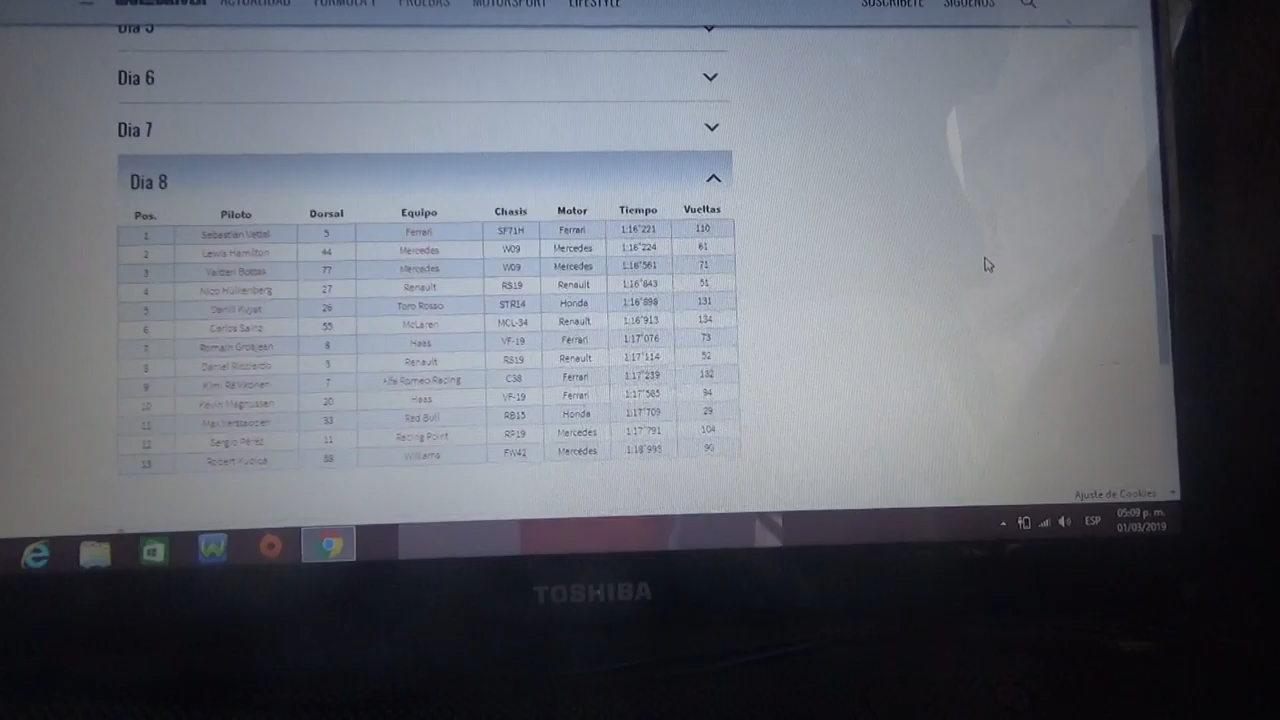 ACTUALIDAD FÓRMULA 1 PRUEBAS MOTORSPORT LIFESTYLE SUSCRÍBETE SÍGUENOS
Dia 5
Dia 6
Dia 7
Dia 8
Pos. Piloto Dorsal Equipo Chasis Motor Tiempo Vueltas
1 Sebastian Vettel 5 Ferrari SF71H Ferrari 1:16"221 110
2 Lewis Hamilton 44 Mercedes W09 Mercedes 1:16"224 61
3 Valtteri Bottas 77 Mercedes W09 Mercedes 1:16"561 71
4 Nico Hulkenberg 27 Renault RS19 Renault 1:16"843 51
5 Daniil Kvyat 26 Toro Rosso STR14 Honda 1:16"898 131
6 Carlos Sainz 55 McLaren MCL-34 Renault 1:16"913 134
7 Romain Grosjean 8 Haas VF-19 Ferrari 1:17"076 73
8 Daniel Ricciardo 3 Renault RS19 Renault 1:17"114 52
9 Kimi Räikkönen 7 Alfa Romeo Racing C38 Ferrari 1:17"239 132
10 Kevin Magnussen 20 Haas VF-19 Ferrari 1:17"565 94
11 Max Verstappen 33 Red Bull RB15 Honda 1:17"709 29
12 Sergio Pérez 11 Racing Point RP19 Mercedes 1:17"791 104
13 Robert Kubica 88 Williams FW42 Mercedes 1:18"993 90
Ajuste de Cookies
ESP 05:09 p. m.
01/03/2019
TOSHIBA